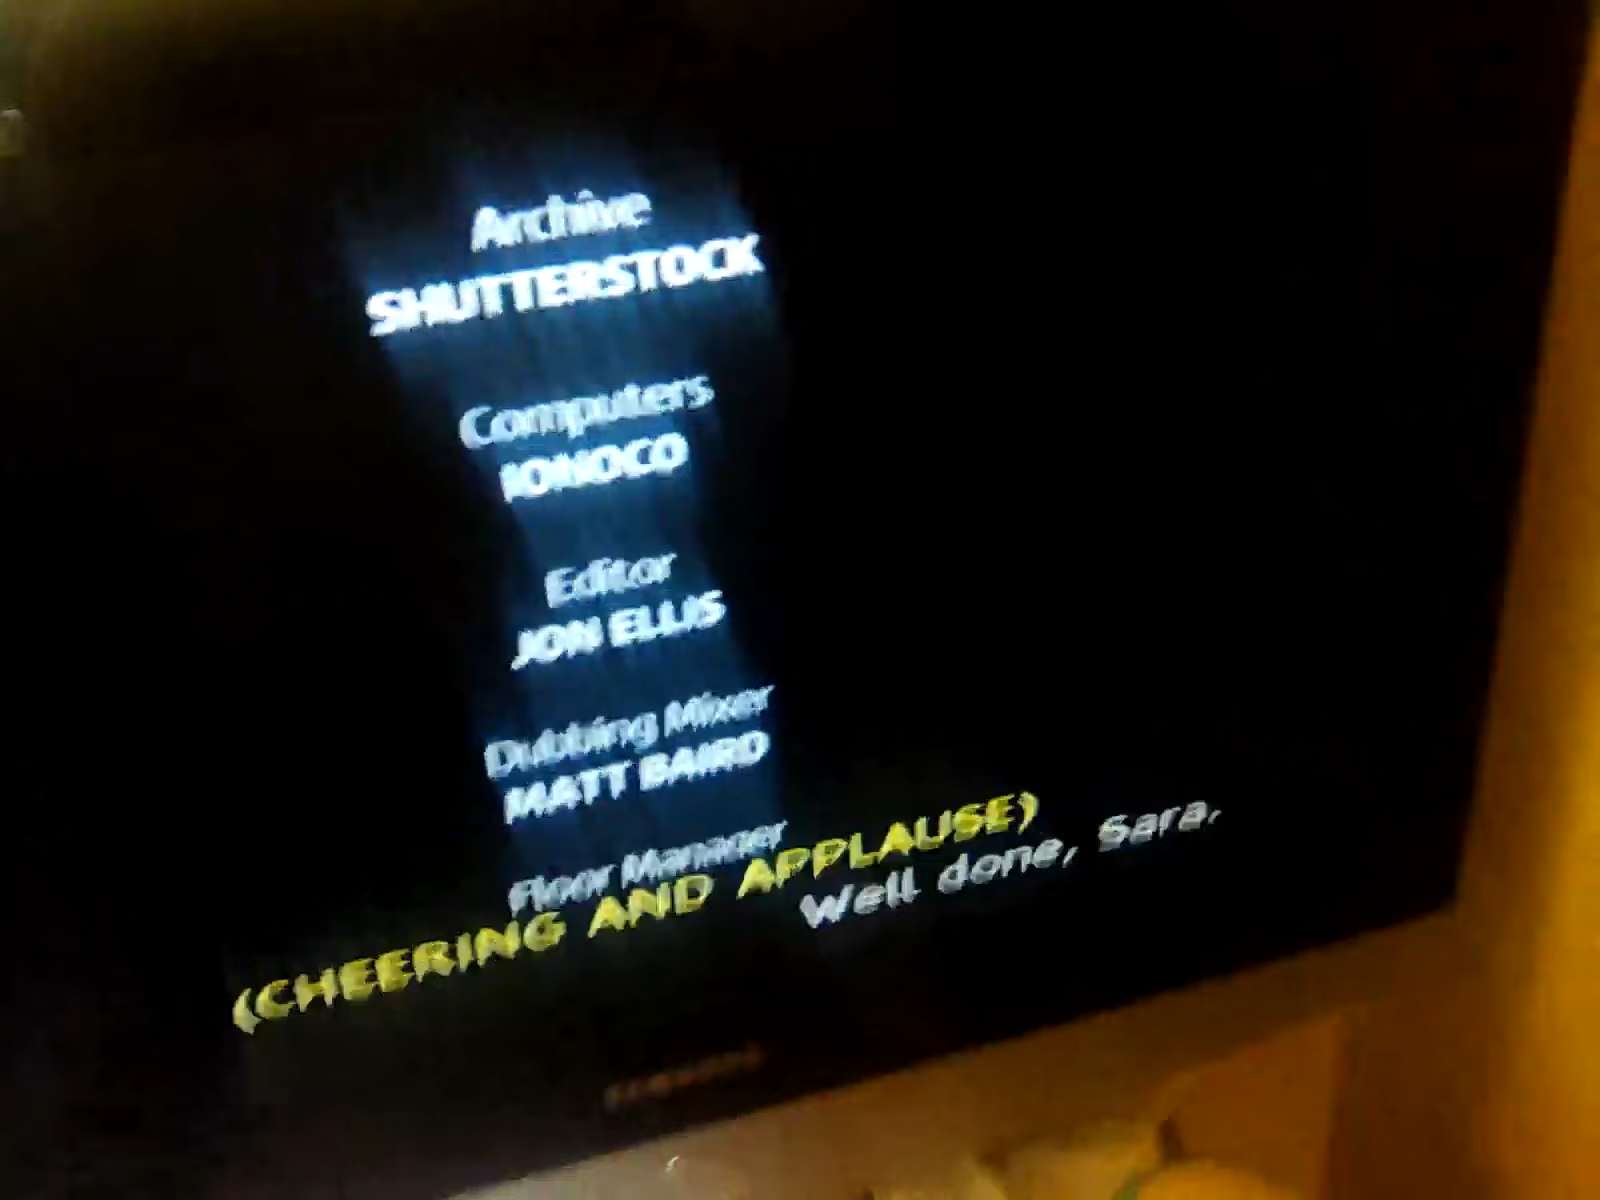 Archive
SHUTTERSTOCK
Computers
IONOCO
Editor
JON ELLIS
Dubbing Mixer
MATT BAIRD
Floor Manager
(CHEERING AND APPLAUSE)
Well done, Sara.